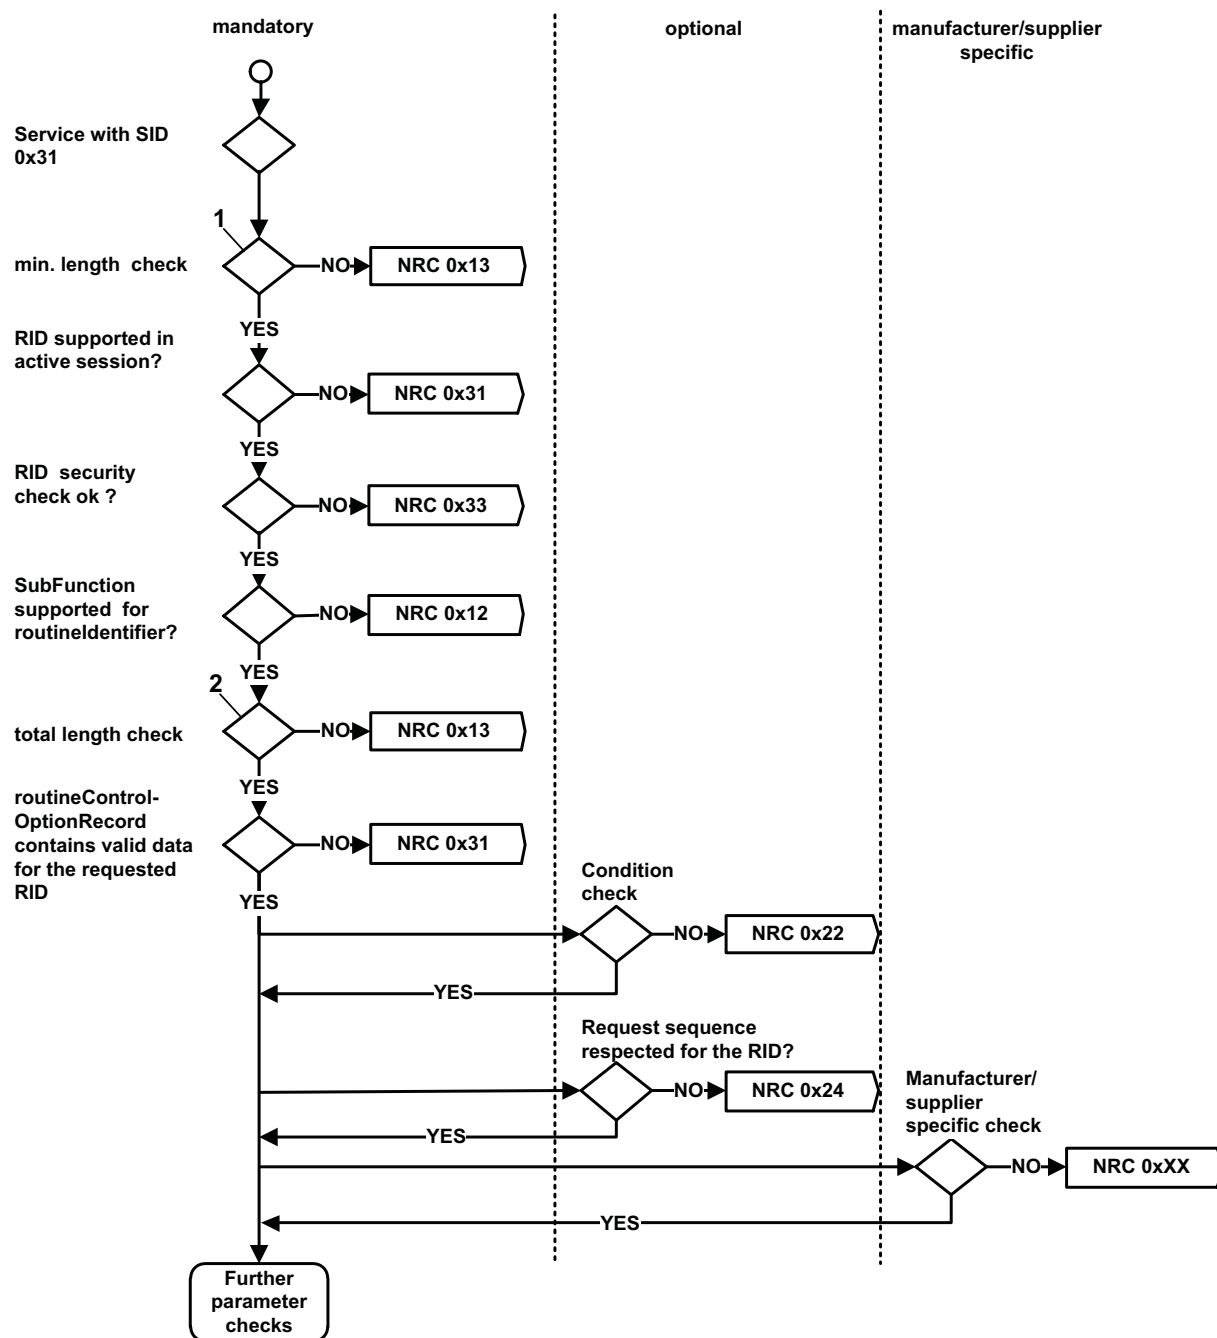 mandatory
optional
manufacturer/supplier
specific
Service with SID
0x31
1
min. length check
NO
NRC 0x13
YES
RID supported in
active session?
NO
NRC 0x31
YES
RID security
check ok ?
NO
NRC 0x33
YES
SubFunction
supported for
routineIdentifier?
NO
NRC 0x12
YES
2
total length check
NO
NRC 0x13
YES
routineControl-
OptionRecord
contains valid data
for the requested
RID
NO
NRC 0x31
YES
Condition
check
NO
NRC 0x22
YES
Request sequence
respected for the RID?
NO
NRC 0x24
YES
Manufacturer/
supplier
specific check
NO
NRC 0xXX
YES
Further
parameter
checks